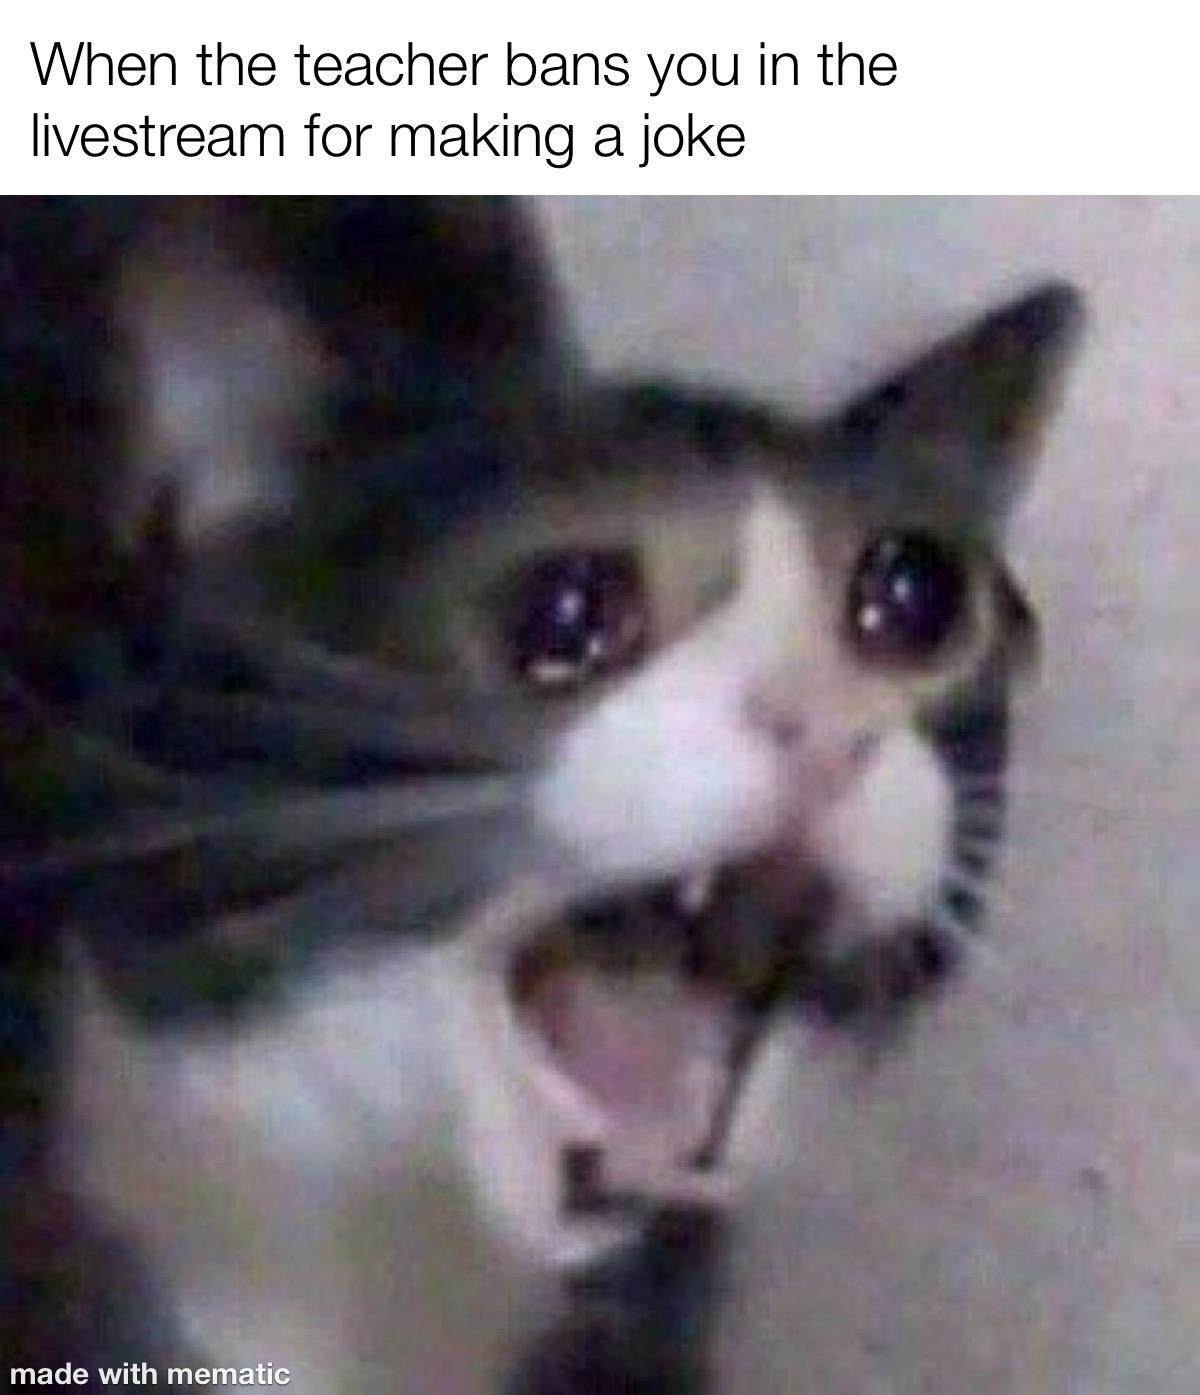 When the teacher bans you in the
livestream for making a joke
made with mematic